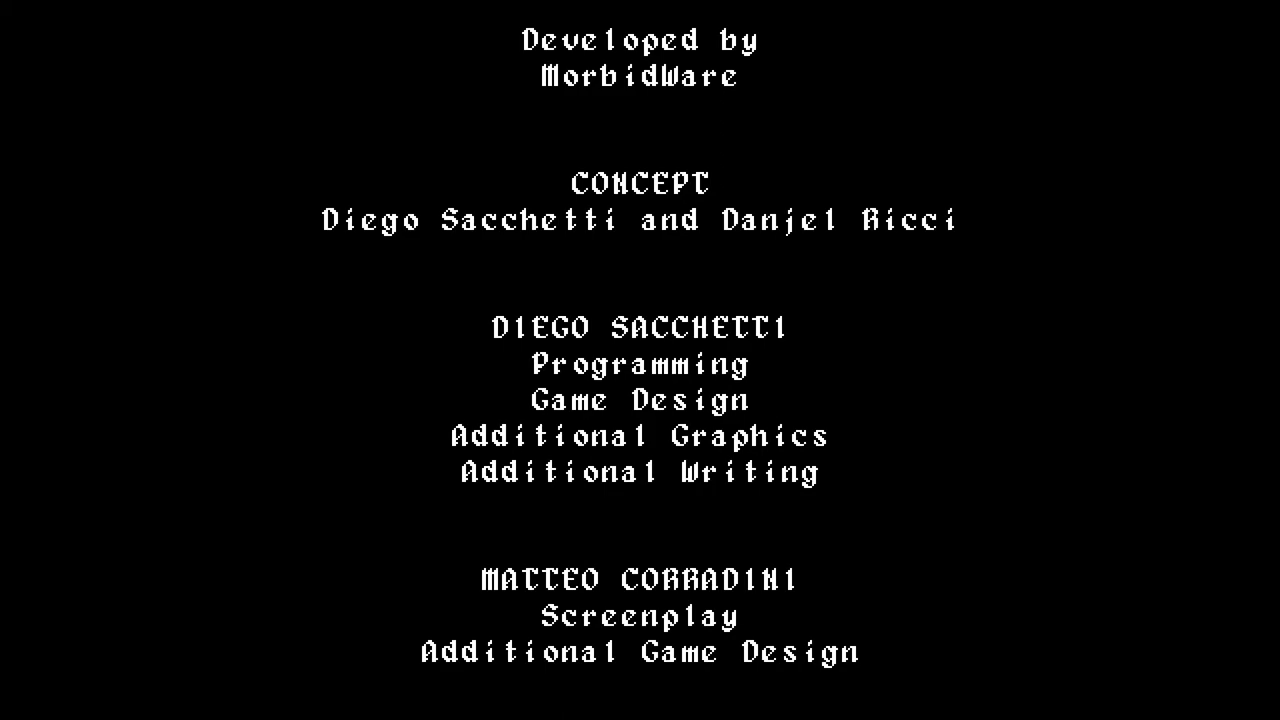 Developed by
MorbidWare
CONCEPT
Diego Sacchetti and Danjel Ricci
DIEGO SACCHETTI
Programming
Game Design
Additional Graphics
Additional Writing
MATTEO CORRADINI
Screenplay
Additional Game Design